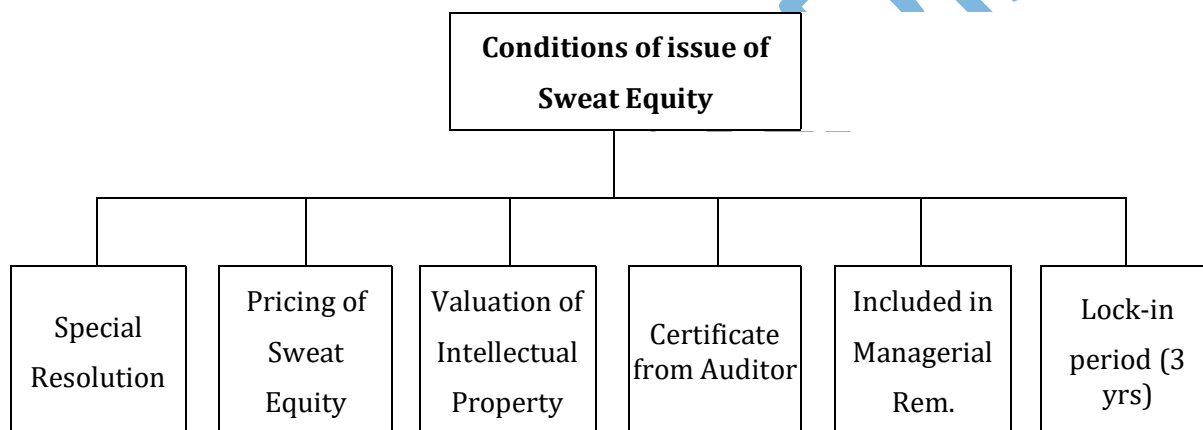 Conditions of issue of
Sweat Equity
Special
Resolution
Pricing of
Sweat
Equity
Valuation of
Intellectual
Property
Certificate
from Auditor
Included in
Managerial
Rem.
Lock-in
period (3
yrs)